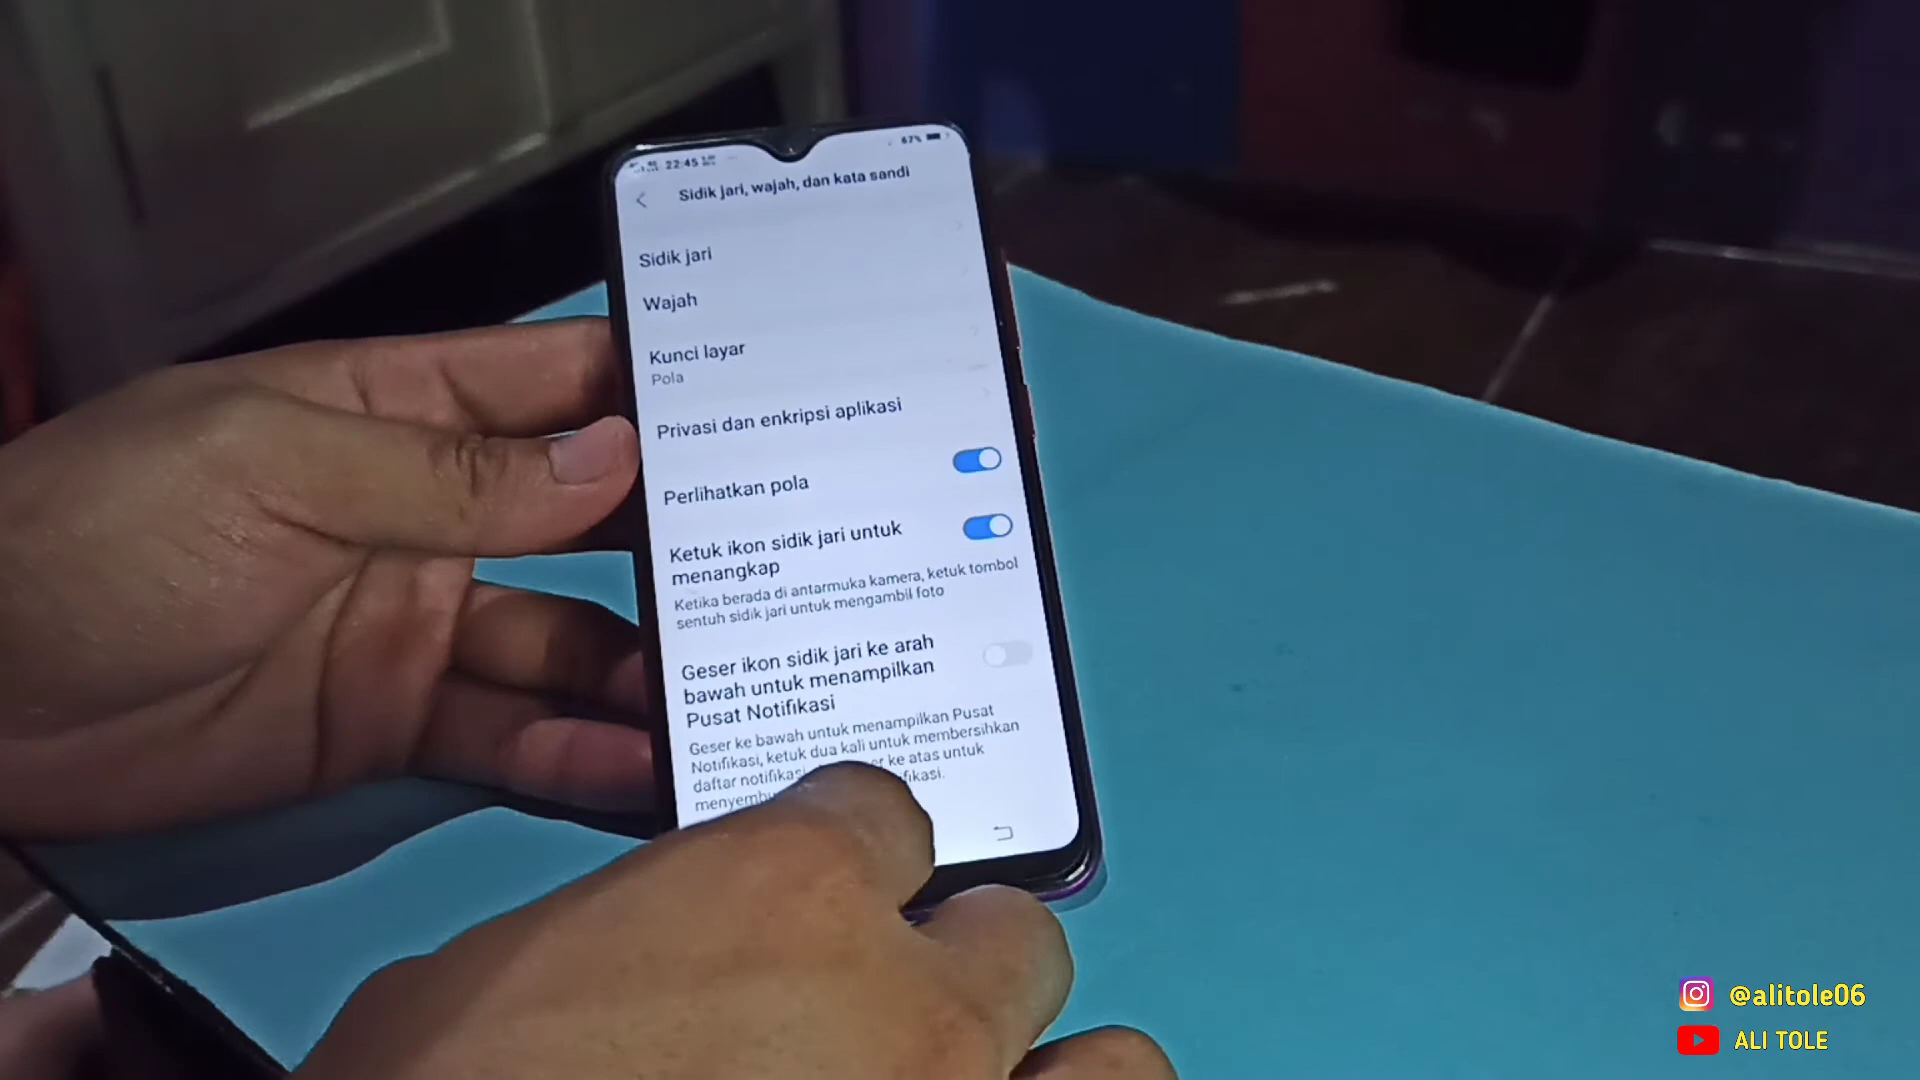 22:45
67%
Sidik jari, wajah, dan kata sandi
Sidik jari
Wajah
Kunci layar
Pola
Privasi dan enkripsi aplikasi
Perlihatkan pola
Ketuk ikon sidik jari untuk
menangkap
Ketika berada di antarmuka kamera, ketuk tombol
sentuh sidik jari untuk mengambil foto
Geser ikon sidik jari ke arah
bawah untuk menampilkan
Pusat Notifikasi
Geser ke bawah untuk menampilkan Pusat
Notifikasi, ketuk dua kali untuk membersihkan
daftar notifikasi ke atas untuk
@alitole06
ALI TOLE